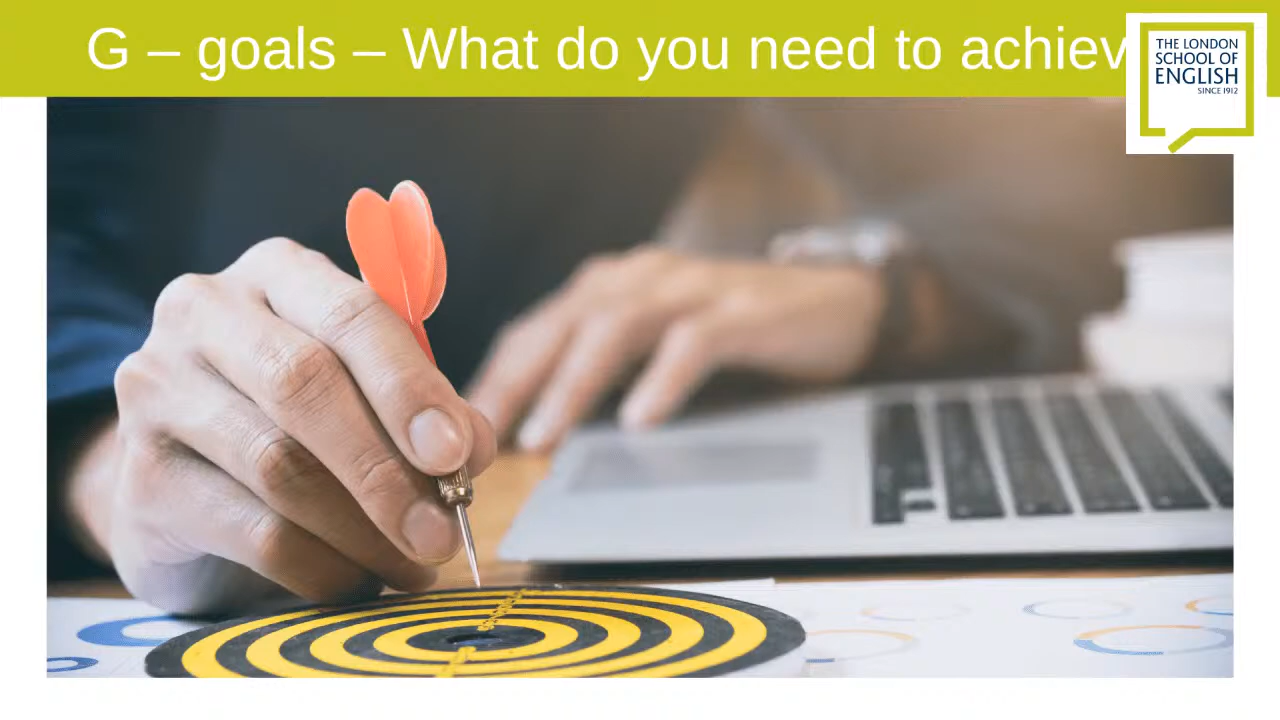 G – goals – What do you need to achiev
THE LONDON
SCHOOL OF
ENGLISH
SINCE 1912